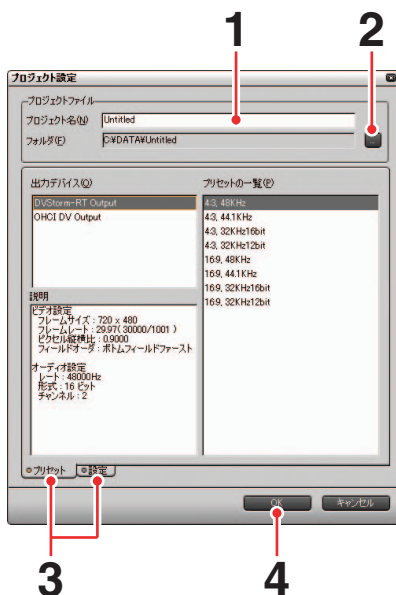 1
2
プロジェクト設定
プロジェクトファイル
プロジェクト名(N) Untitled
フォルダ(F) C:¥DATA¥Untitled
...
出力デバイス(O)
DVStorm-RT Output
OHCI DV Output
プリセットの一覧(P)
4:3, 48KHz
4:3, 44.1KHz
4:3, 32KHz16bit
4:3, 32KHz12bit
16:9, 48KHz
16:9, 44.1KHz
16:9, 32KHz16bit
16:9, 32KHz12bit
説明
ビデオ設定
フレームサイズ : 720 x 480
フレームレート : 29.97( 30000/1001 )
ピクセル縦横比 : 0.9000
フィールドオーダ : ボトムフィールドファースト
オーディオ設定
レート : 48000Hz
形式 : 16 ビット
チャンネル : 2
プリセット 設定
OK キャンセル
3
4